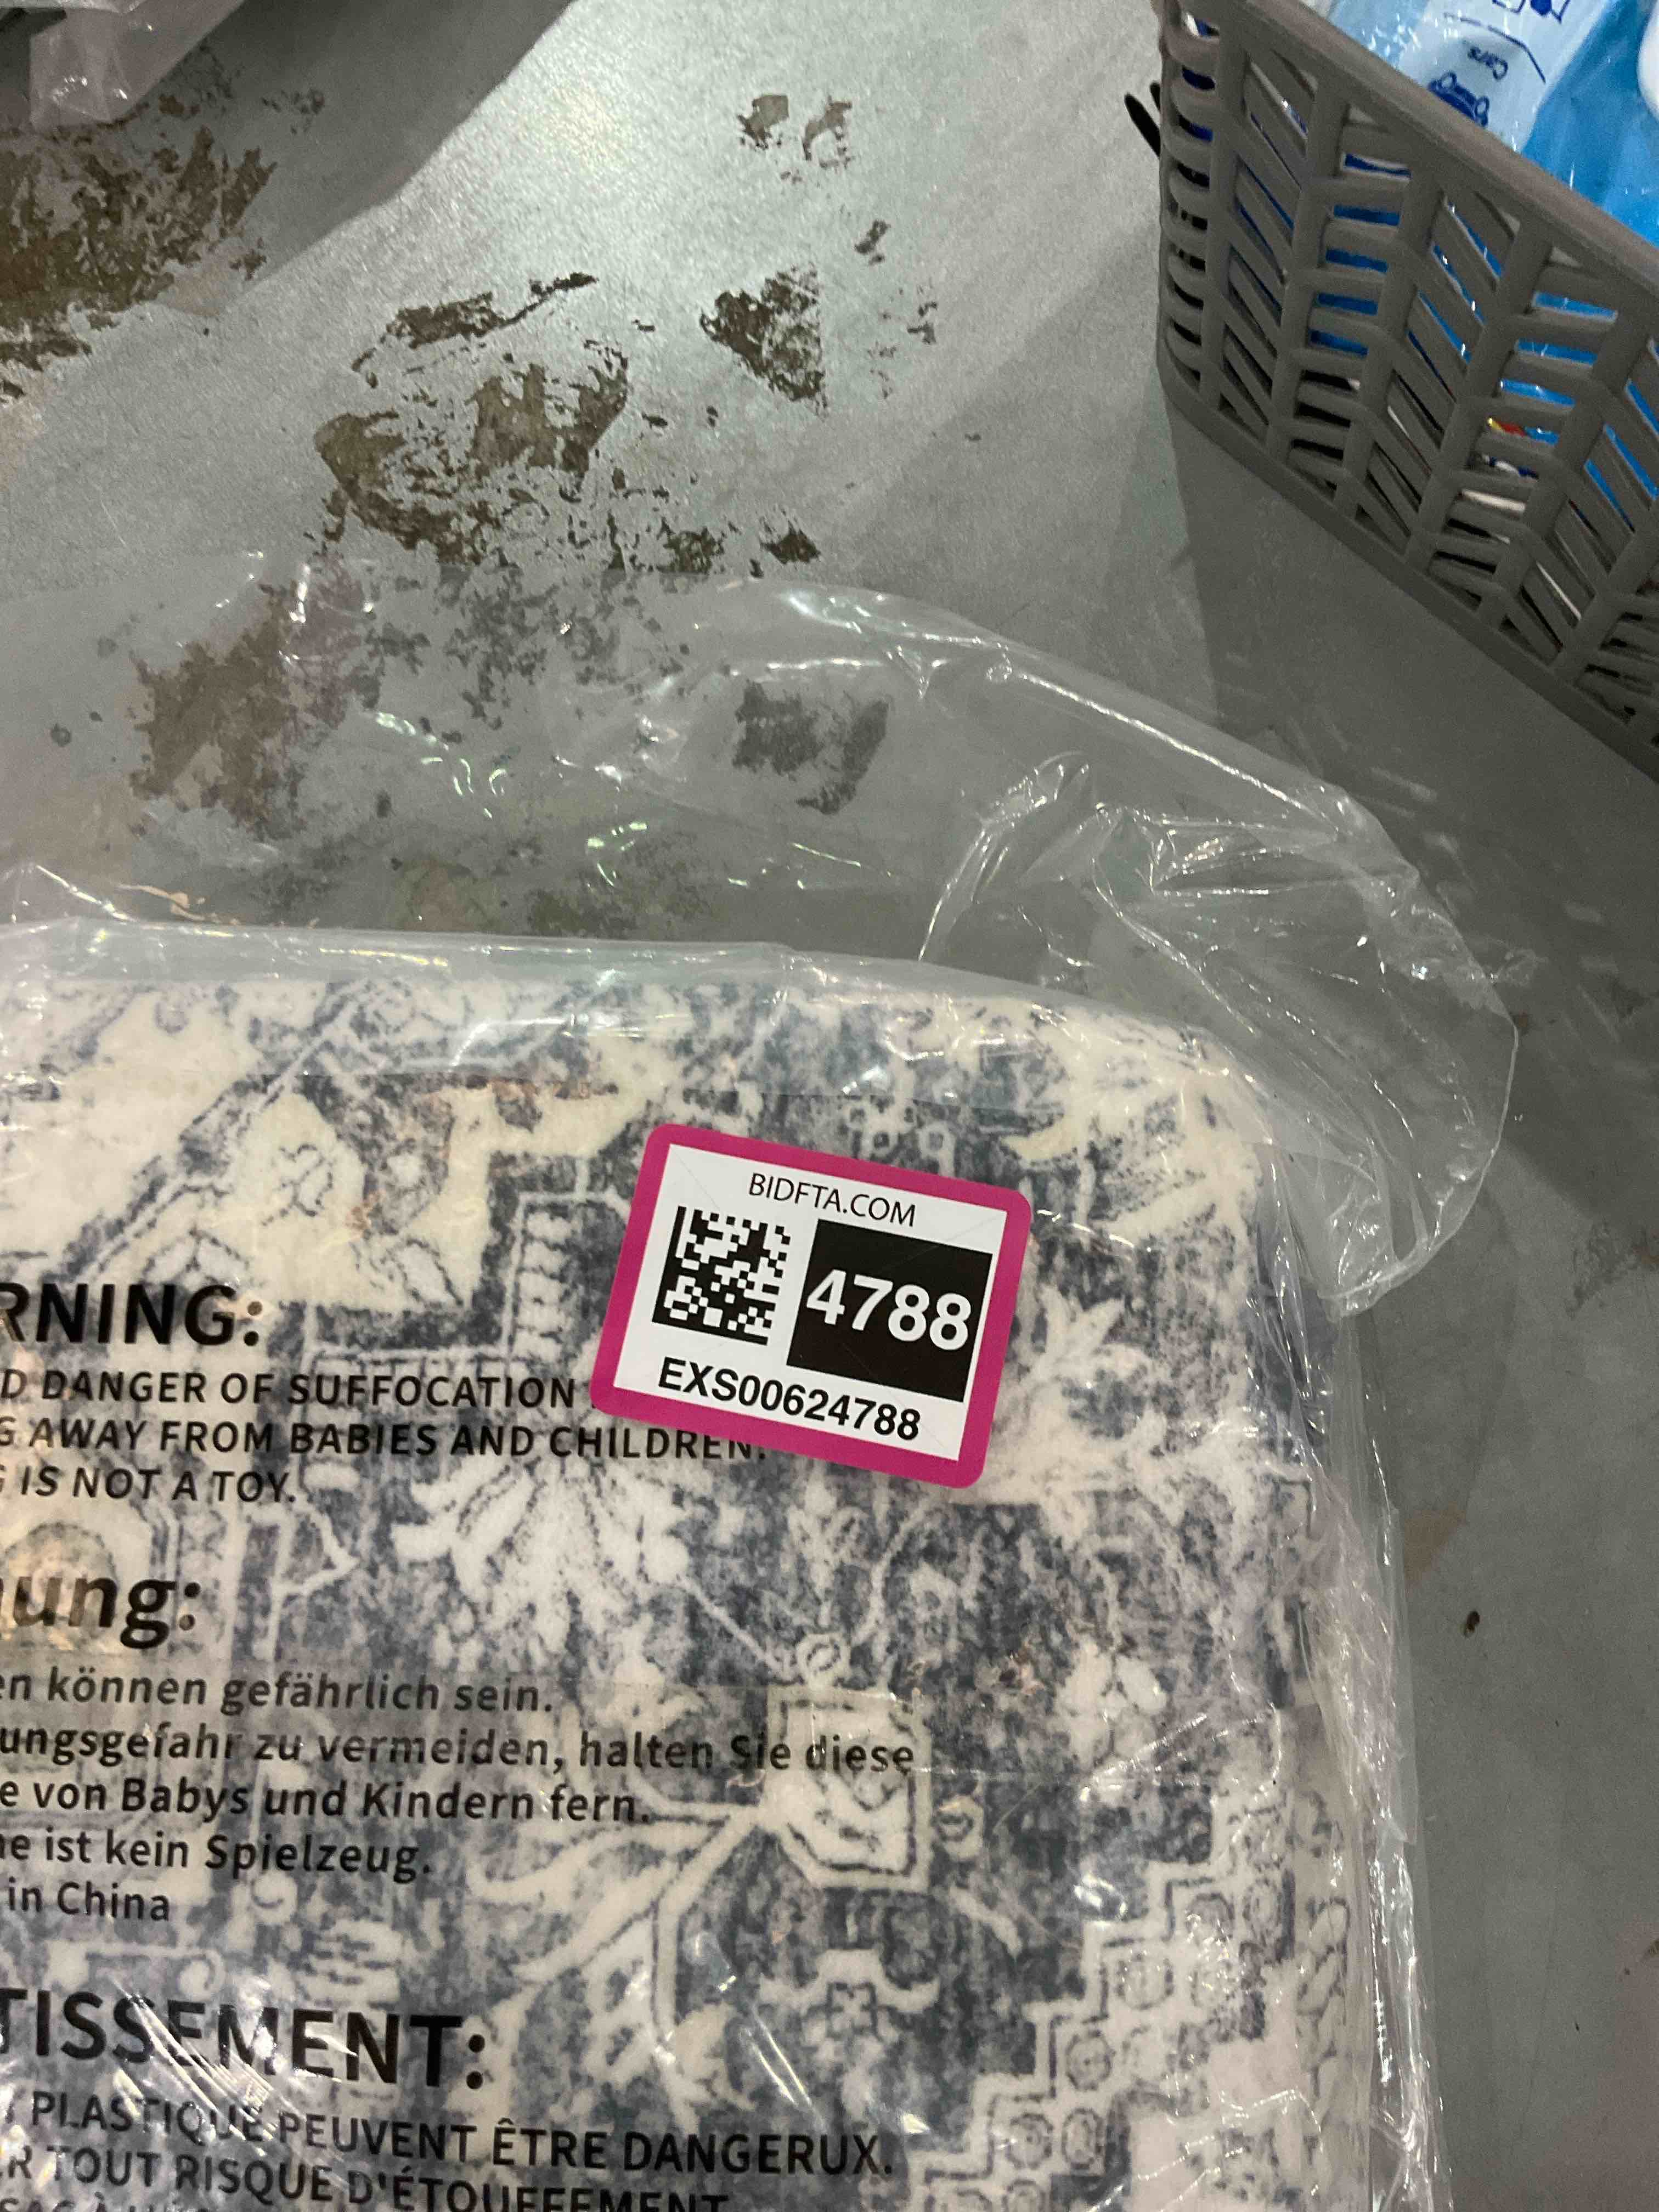 Cars
BIDFTA.COM
4788
EXS00624788
RNING:
D DANGER OF SUFFOCATION
AWAY FROM BABIES AND CHILDREN.
IS NOT A TOY.
ung:
en können gefährlich sein.
ungsgefahr zu vermeiden, halten Sie diese
e von Babys und Kindern fern.
e ist kein Spielzeug.
in China
TISSEMENT:
PLASTIQUE PEUVENT ÊTRE DANGERUX.
R TOUT RISQUE D'ÉTOUFFEMENT